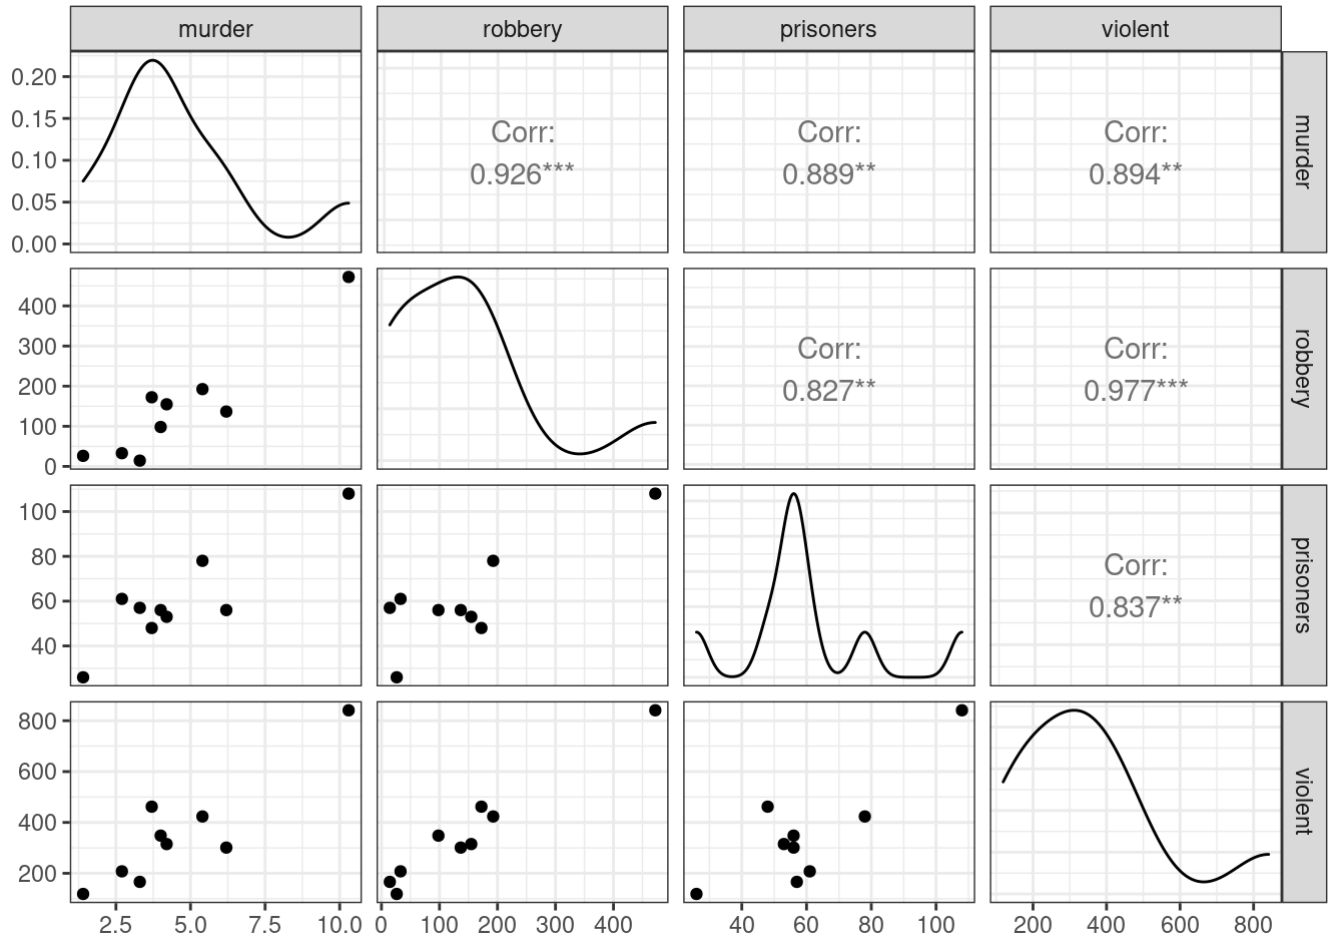 murder robbery prisoners violent
0.20
0.15
0.10
0.05
0.00
Corr:
0.926***
Corr:
0.889**
Corr:
0.894**
murder
400
300
200
100
0
Corr:
0.827**
Corr:
0.977***
robbery
100
80
60
40
Corr:
0.837**
prisoners
800
600
400
200
violent
2.5 5.0 7.5 10.0 0 100 200 300 400 40 60 80 100 200 400 600 800